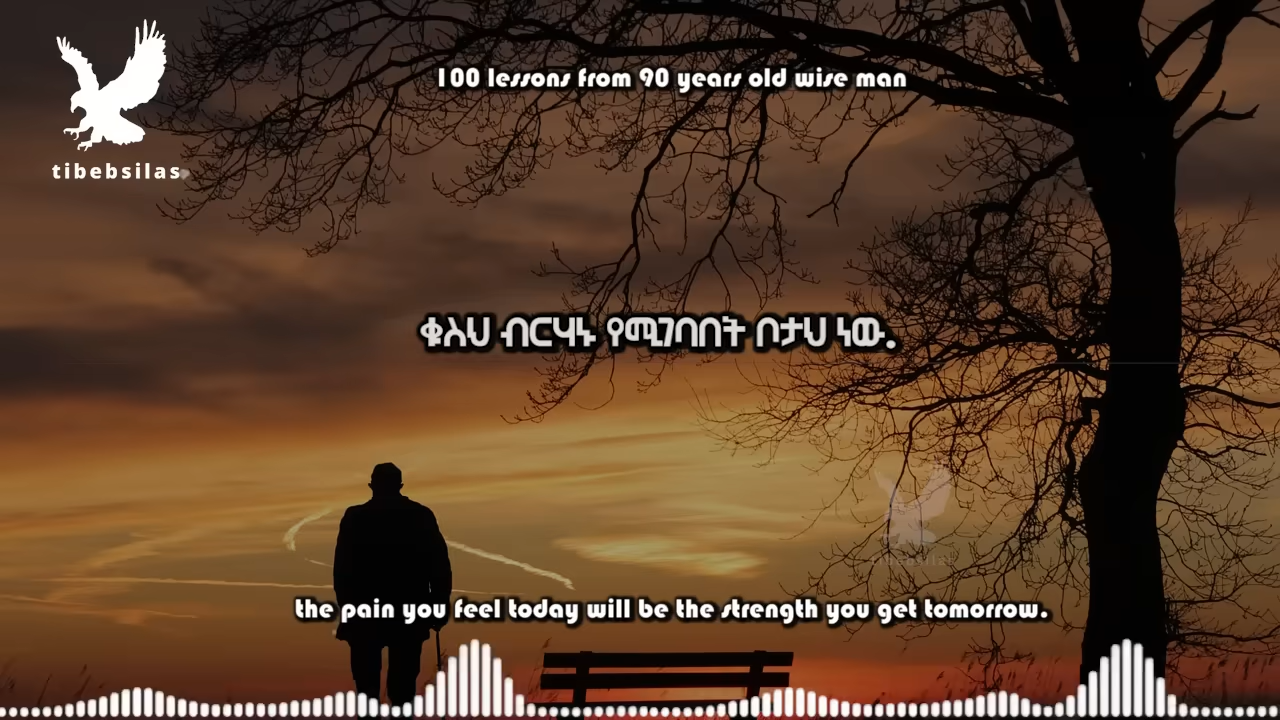 100 lessons from 90 years old wise man
tibebsilas
ቁስህ ብርሃኑ የሚገባበት ቦታህ ነው.
tibebsilas
the pain you feel today will be the strength you get tomorrow.